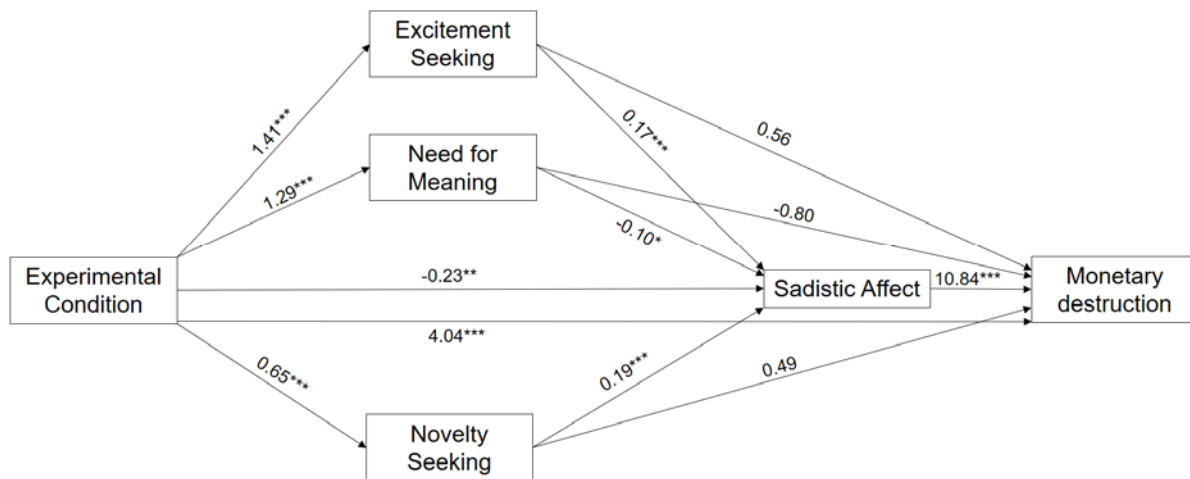 Excitement
Seeking
1.41***
0.17***
0.56
Need for
Meaning
1.29***
-0.80
-0.10*
Experimental
Condition
-0.23**
Sadistic Affect
10.84***
Monetary
destruction
4.04***
0.65***
0.19***
0.49
Novelty
Seeking